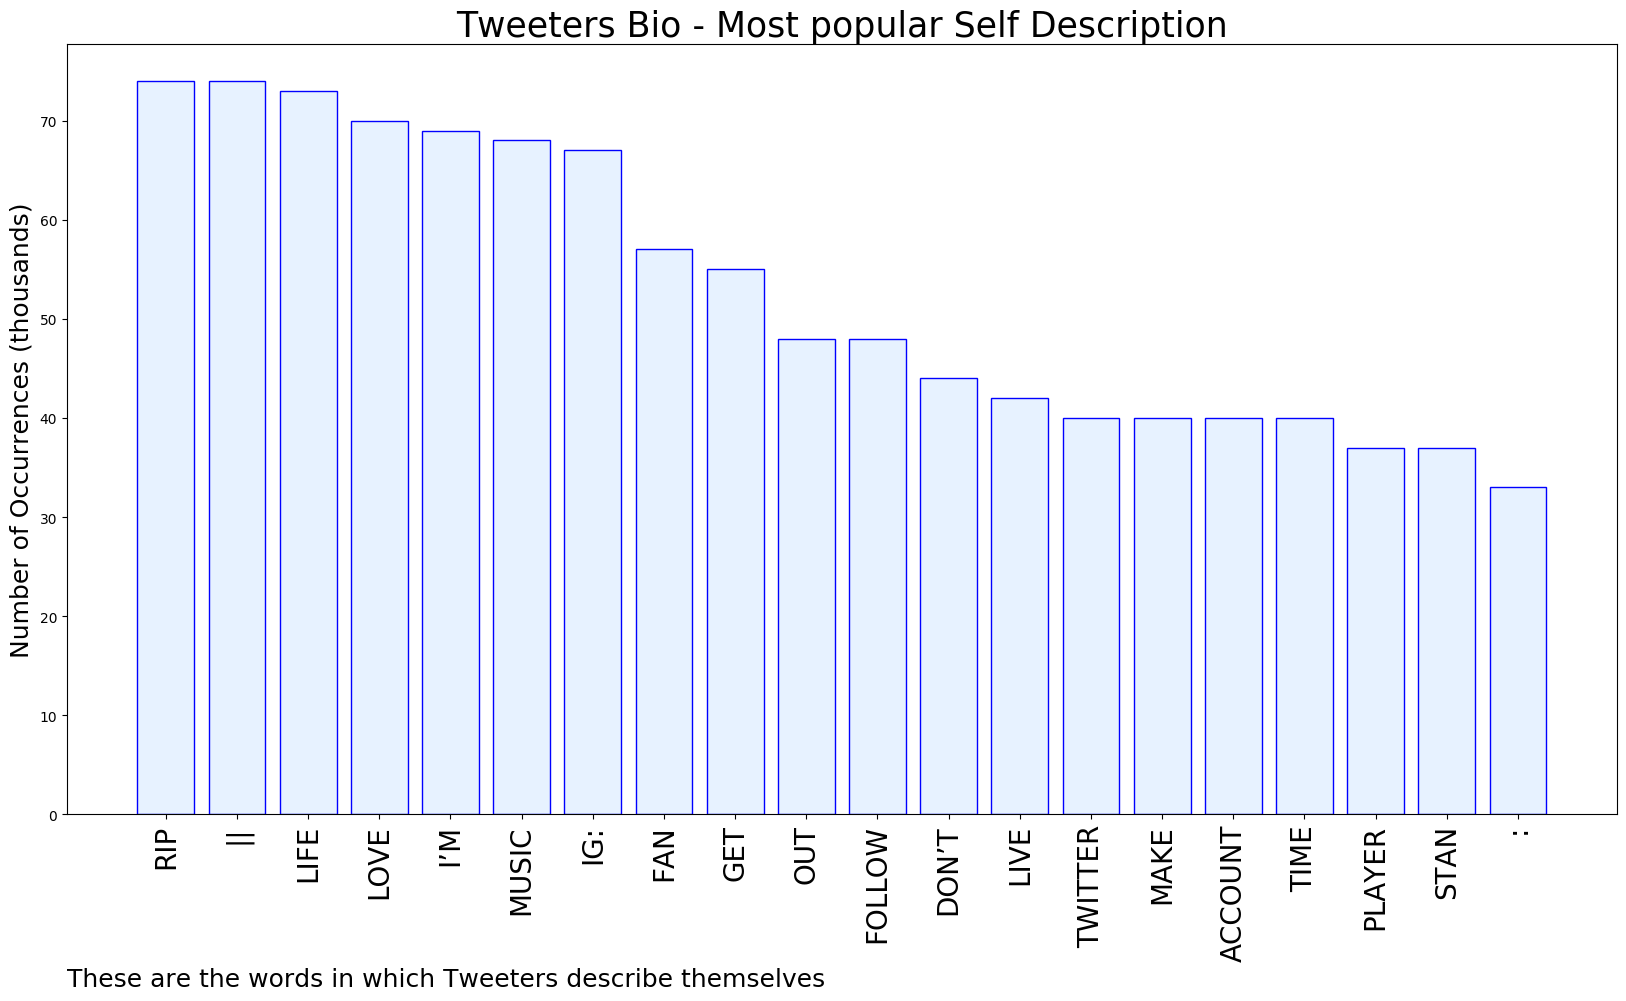 Tweeters Bio - Most popular Self Description
Number of Occurrences (thousands)
70
60
50
40
30
20
10
0
RIP
||
LIFE
LOVE
I’M
MUSIC
IG:
FAN
GET
OUT
FOLLOW
DON’T
LIVE
TWITTER
MAKE
ACCOUNT
TIME
PLAYER
STAN
:
These are the words in which Tweeters describe themselves